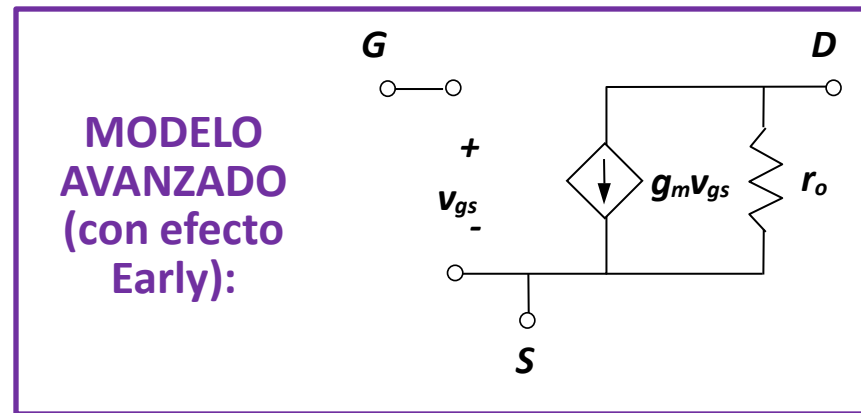 G
D
MODELO
AVANZADO
(con efecto
Early):
+
vgs
-
gmvgs
ro
S